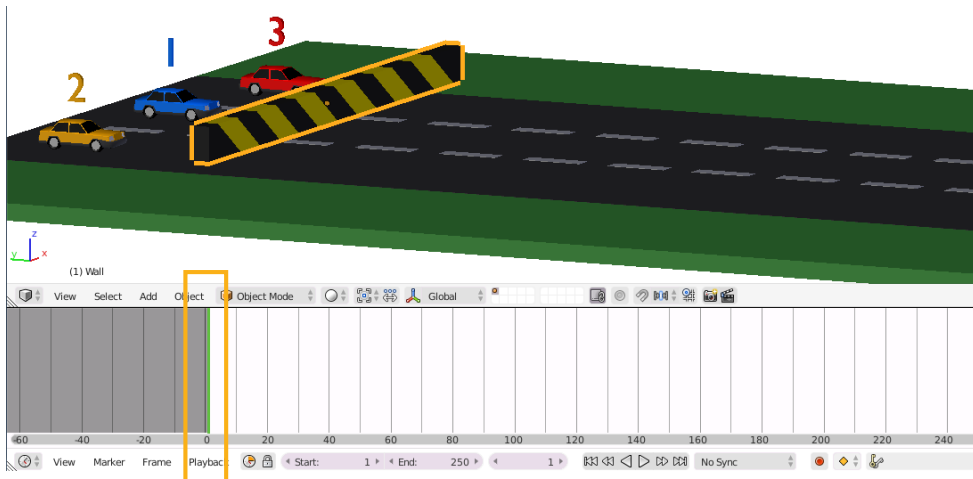 3
1
2
z
y x
(1) Wall
View Select Add Object Object Mode Global
-60 -40 -20 0 20 40 60 80 100 120 140 160 180 200 220 240
View Marker Frame Playback Start: 1 End: 250 1 No Sync